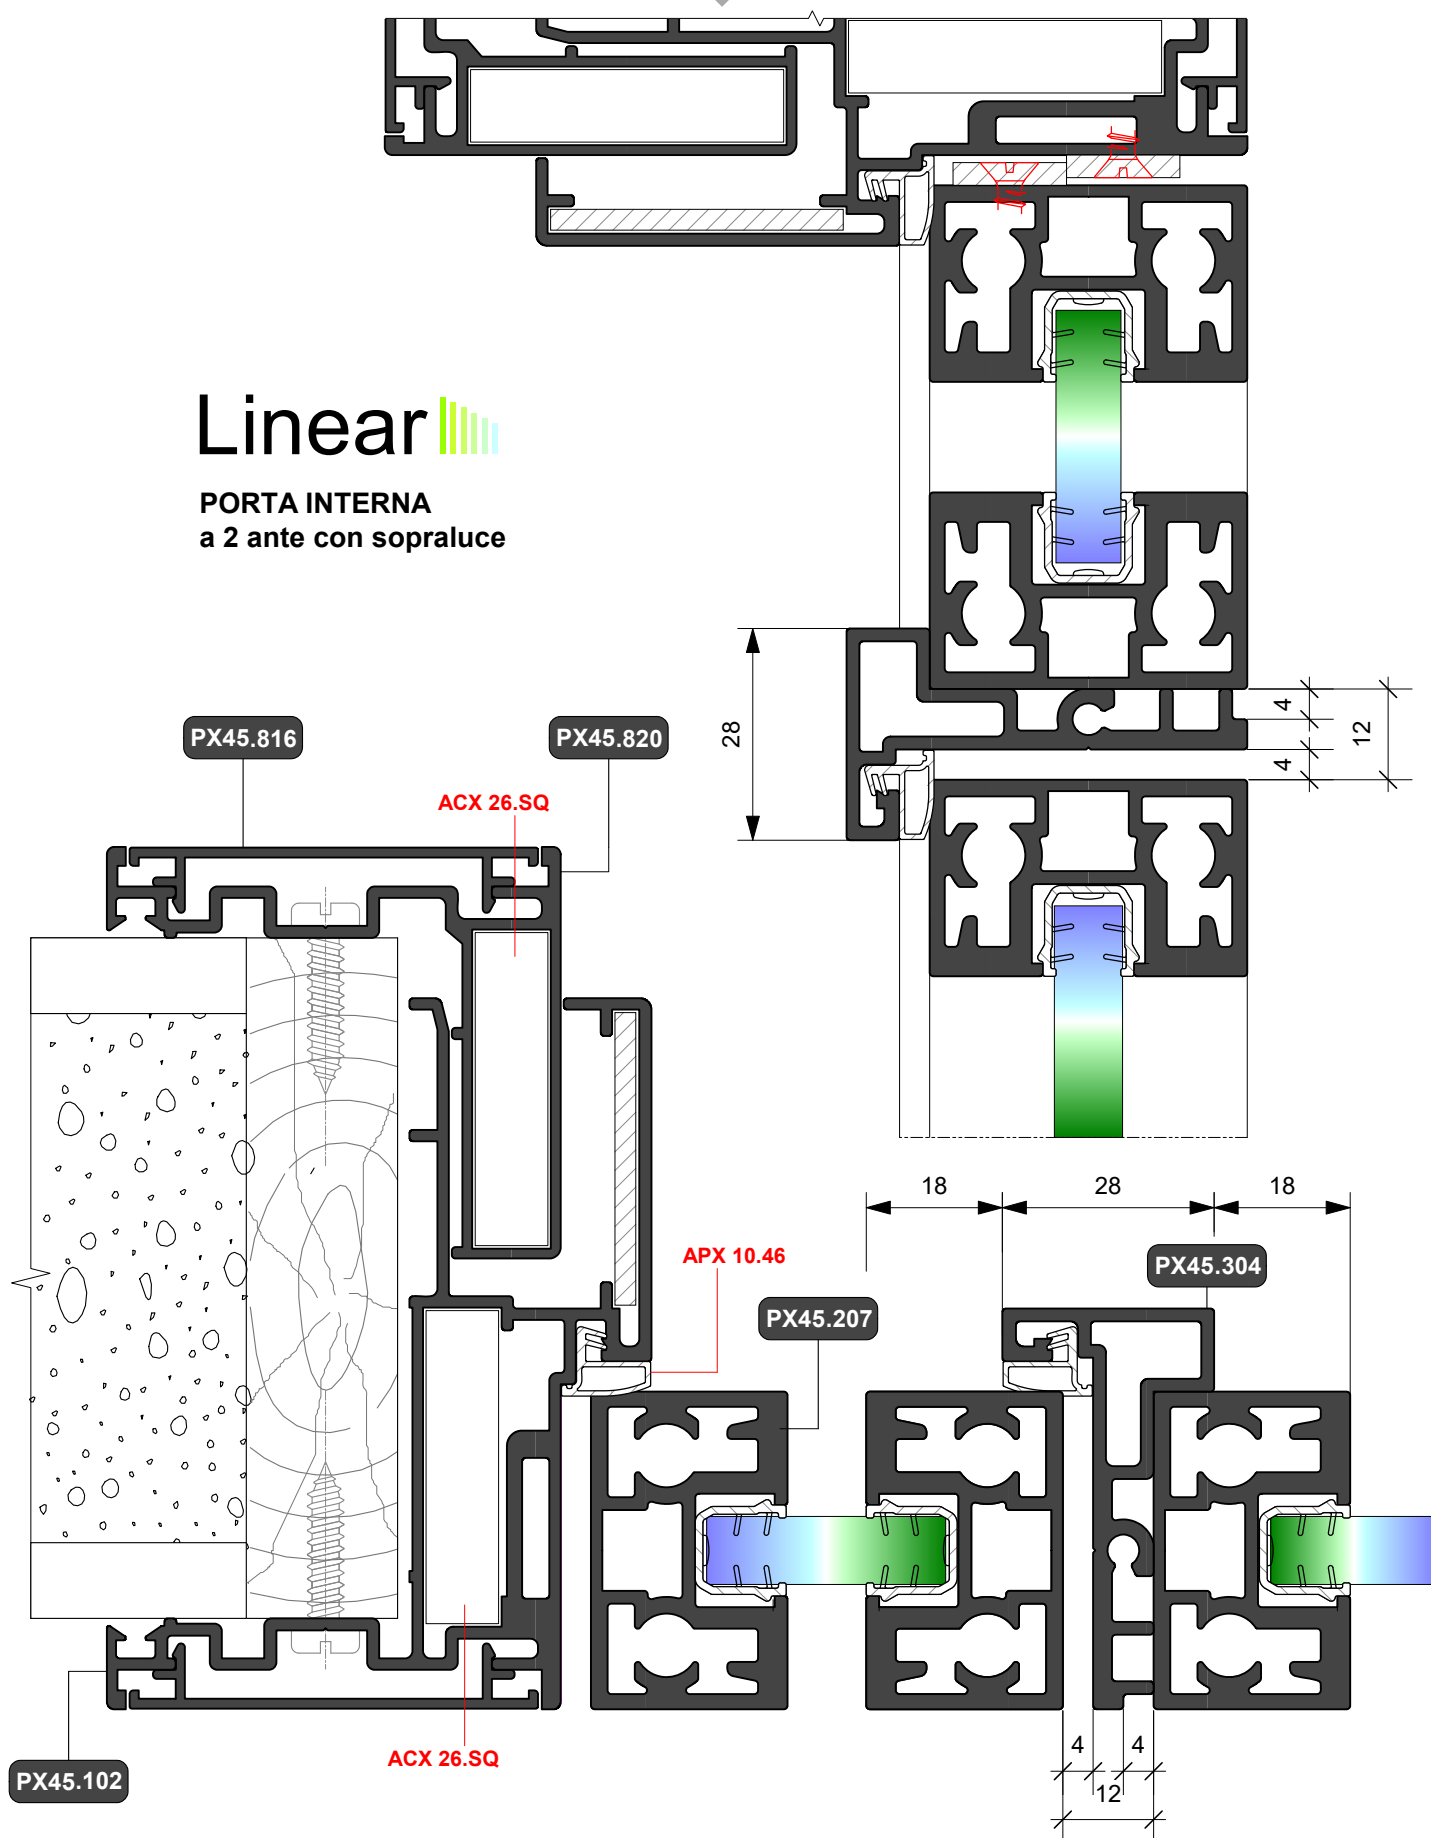 Linear
PORTA INTERNA
a 2 ante con sopraluce
28
4
12
4
PX45.816
PX45.820
ACX 26.SQ
18
28
18
APX 10.46
PX45.304
PX45.207
ACX 26.SQ
PX45.102
4
4
12